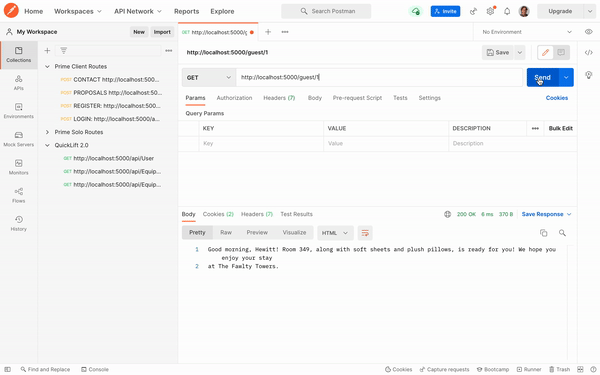 Home Workspaces API Network Reports Explore Search Postman Invite Upgrade
My Workspace New Import
GET http://localhost:5000/g
No Environment
Collections
APIs
Environments
Mock Servers
Monitors
Flows
History
Prime Client Routes
POST CONTACT http://localhost:500...
POST PROPOSALS http://localhost:5...
POST REGISTER: http://localhost:50...
POST LOGIN: http://localhost:5000/a...
Prime Solo Routes
QuickLift 2.0
GET http://localhost:5000/api/User
GET http://localhost:5000/api/Equip...
GET http://localhost:5000/api/Equip...
http://localhost:5000/guest/1
Save
GET http://localhost:5000/guest/1 Send
Params Authorization Headers (7) Body Pre-request Script Tests Settings Cookies
Query Params
KEY VALUE DESCRIPTION Bulk Edit
Key Value Description
Body Cookies (2) Headers (7) Test Results 200 OK 6 ms 370 B Save Response
Pretty Raw Preview Visualize HTML
1 Good morning, Hewitt! Room 349, along with soft sheets and plush pillows, is ready for you! We hope you
enjoy your stay
2 at The Fawlty Towers.
Find and Replace Console Cookies Capture requests Bootcamp Runner Trash